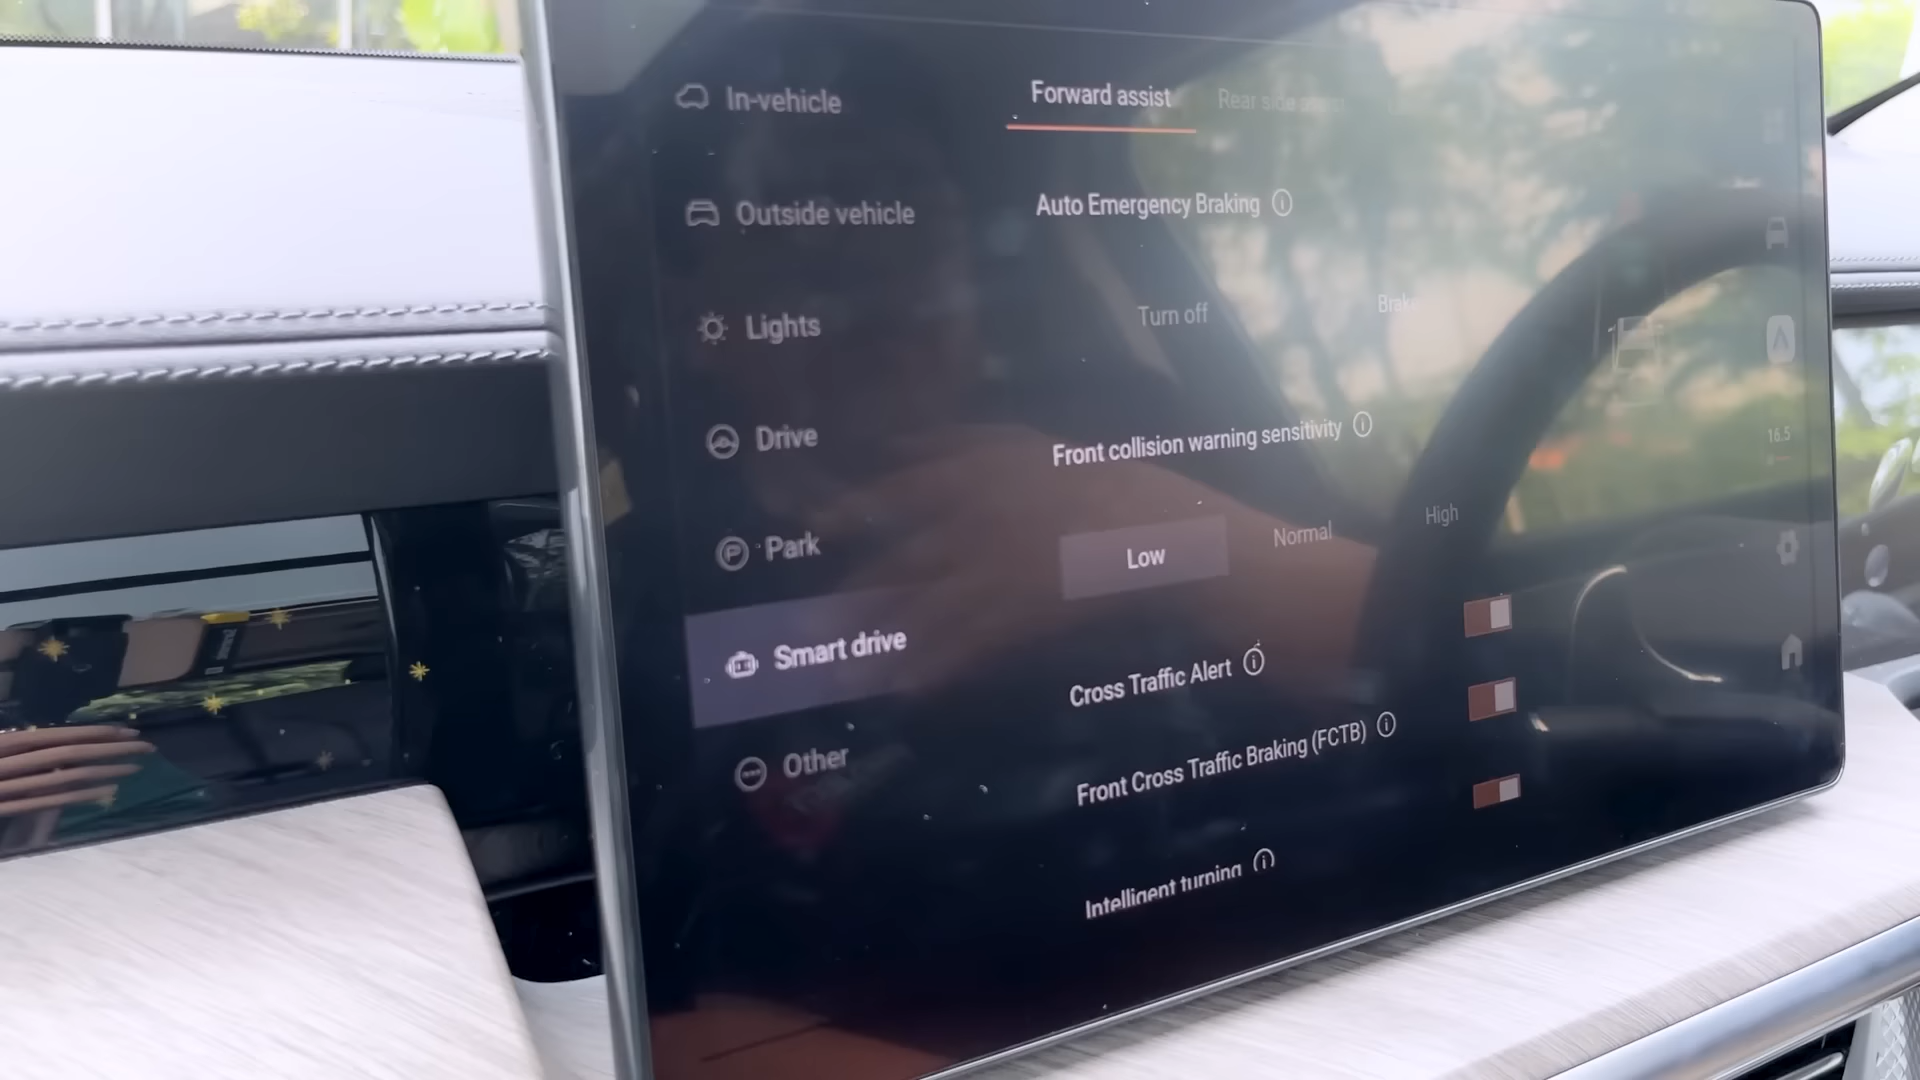 In-vehicle
Outside vehicle
Lights
Drive
Park
Smart drive
Other
Forward assist
Rear side
Auto Emergency Braking
Turn off
Front collision warning sensitivity
Low
Normal
High
Cross Traffic Alert
Front Cross Traffic Braking (FCTB)
Intelligent turning
16.5